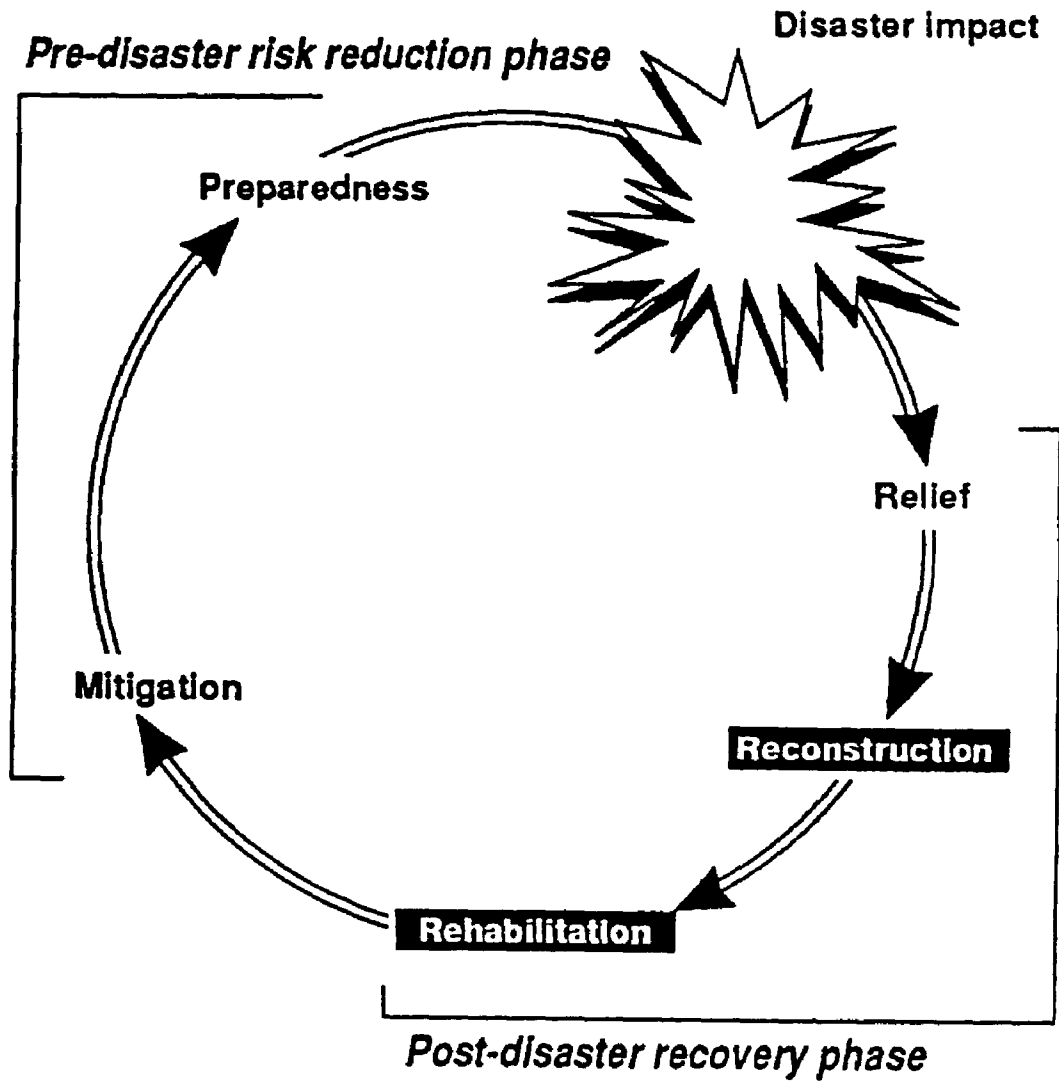 Disaster impact
Pre-disaster risk reduction phase
Preparedness
Relief
Mitigation
Reconstruction
Rehabilitation
Post-disaster recovery phase